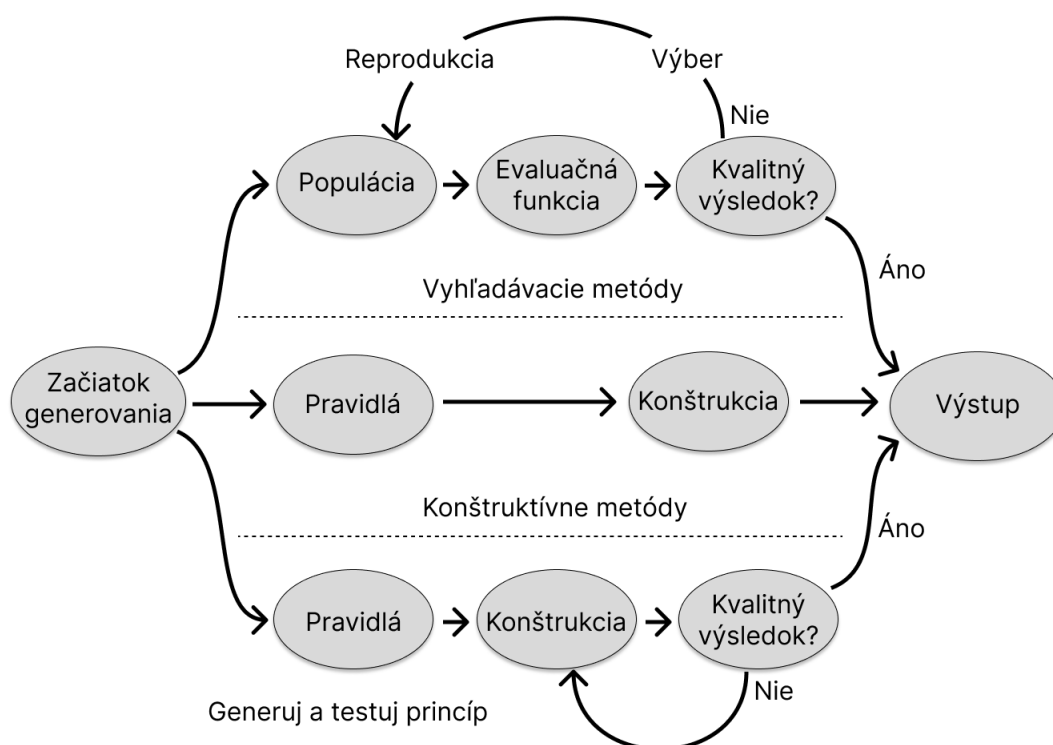 Reprodukcia
Výber
Nie
Populácia
Evaluačná
funkcia
Kvalitný
výsledok?
Áno
Vyhľadávacie metódy
Začiatok
generovania
Pravidlá
Konštrukcia
Výstup
Konštruktívne metódy
Áno
Pravidlá
Konštrukcia
Kvalitný
výsledok?
Nie
Generuj a testuj princíp